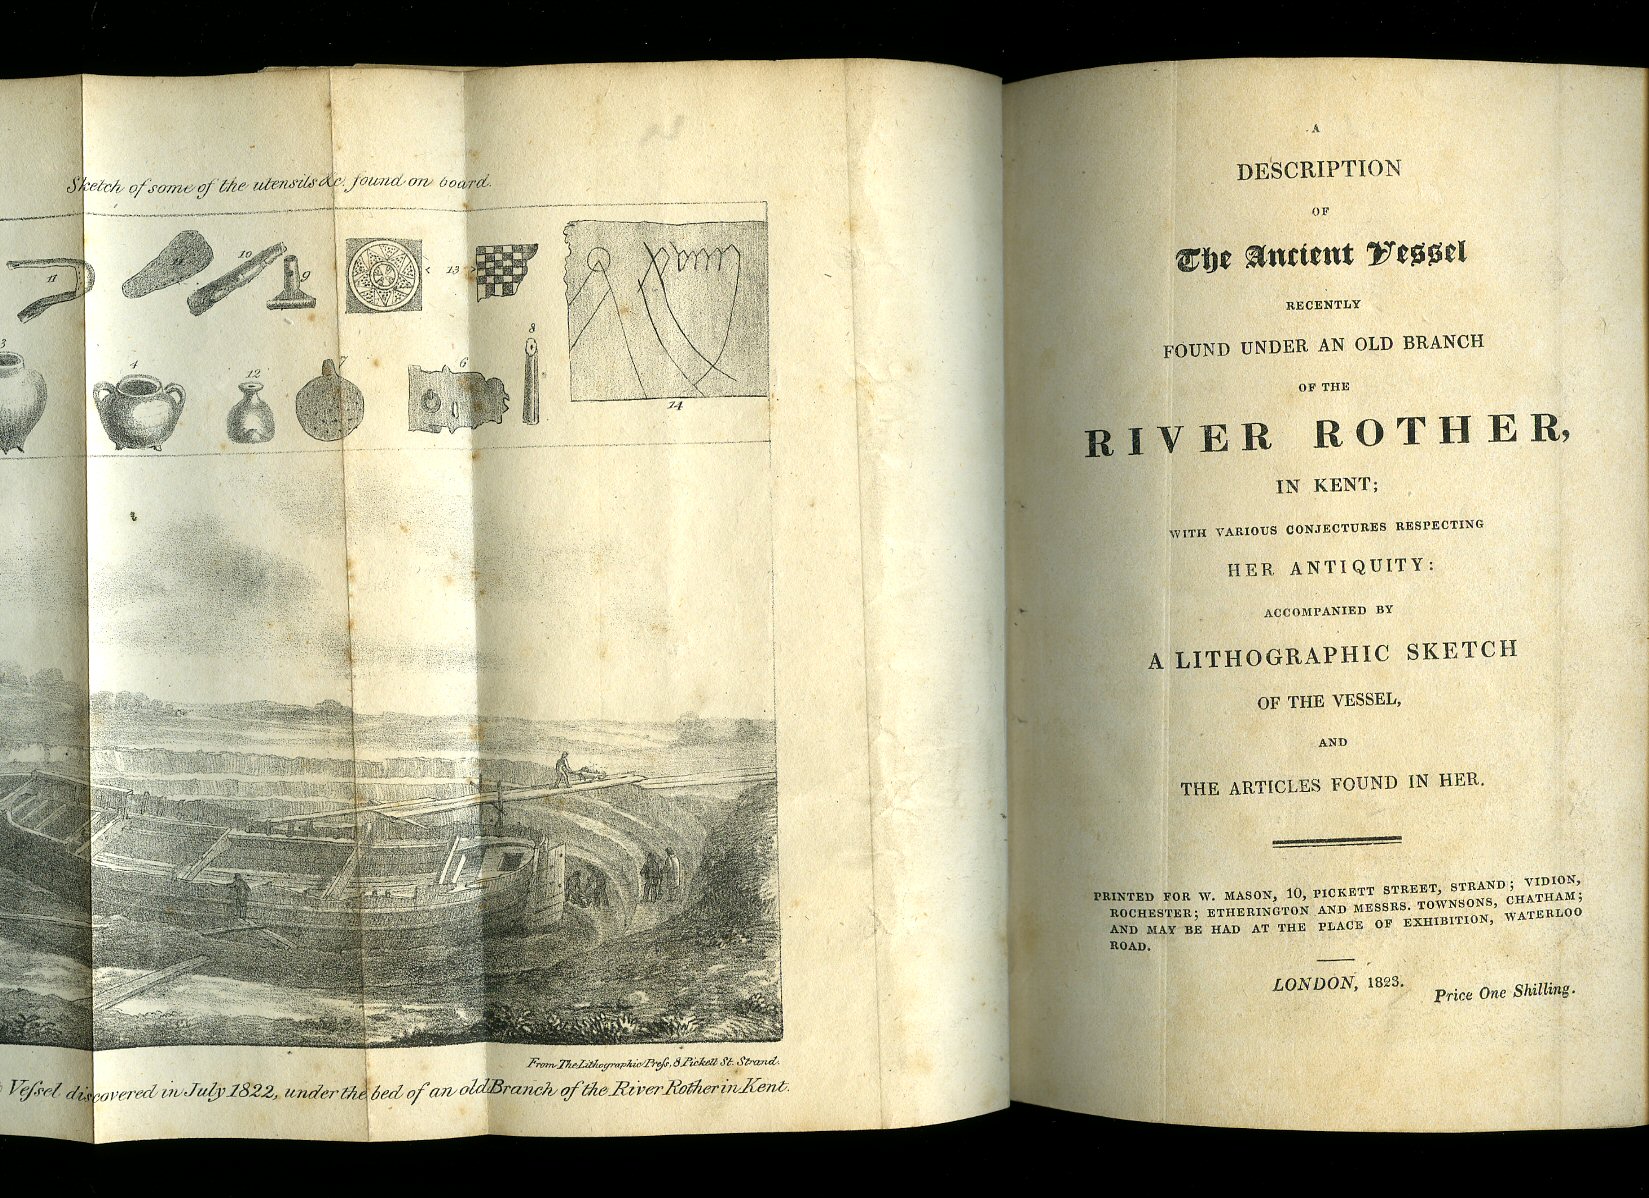 Sketch of some of the utensils &c. found on board.
11
11
10
9
13
3
4
12
7
6
8
14
From The Lithographic Preſs, 8 Pickett St. Strand.
Veſsel discovered in July 1822, under the bed of an old Branch of the River Rother in Kent.
A
DESCRIPTION
OF
The Ancient Vessel
RECENTLY
FOUND UNDER AN OLD BRANCH
OF THE
RIVER ROTHER,
IN KENT;
WITH VARIOUS CONJECTURES RESPECTING
HER ANTIQUITY:
ACCOMPANIED BY
A LITHOGRAPHIC SKETCH
OF THE VESSEL,
AND
THE ARTICLES FOUND IN HER.
PRINTED FOR W. MASON, 10, PICKETT STREET, STRAND; VIDION,
ROCHESTER; ETHERINGTON AND MESSRS. TOWNSONS, CHATHAM;
AND MAY BE HAD AT THE PLACE OF EXHIBITION, WATERLOO
ROAD.
LONDON, 1823.
Price One Shilling.